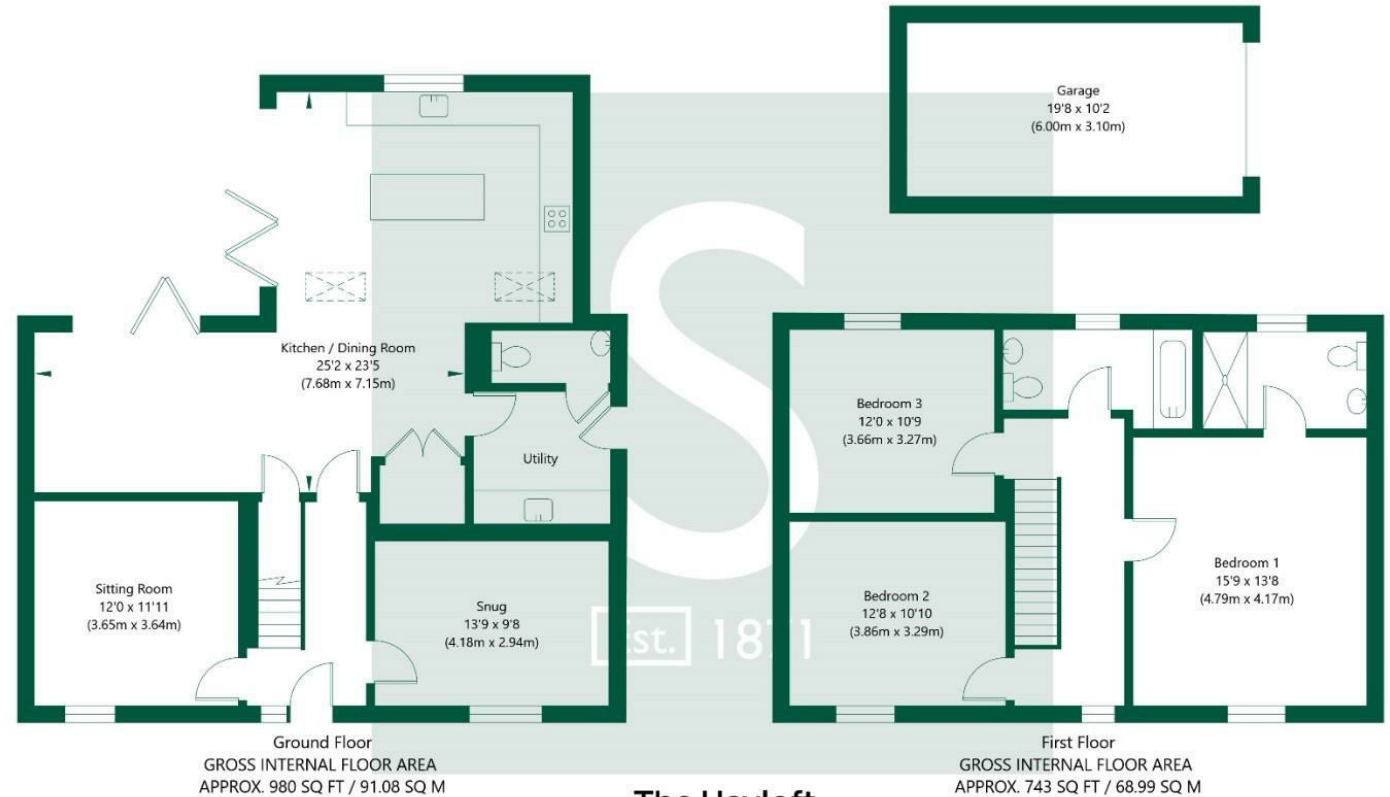 Garage
19'8 x 10'2
(6.00m x 3.10m)
Kitchen / Dining Room
25'2 x 23'5
(7.68m x 7.15m)
Utility
Sitting Room
12'0 x 11'11
(3.65m x 3.64m)
Snug
13'9 x 9'8
(4.18m x 2.94m)
Bedroom 3
12'0 x 10'9
(3.66m x 3.27m)
Bedroom 2
12'8 x 10'10
(3.86m x 3.29m)
Bedroom 1
15'9 x 13'8
(4.79m x 4.17m)
S
Est. 1871
Ground Floor
GROSS INTERNAL FLOOR AREA
APPROX. 980 SQ FT / 91.08 SQ M
First Floor
GROSS INTERNAL FLOOR AREA
APPROX. 743 SQ FT / 68.99 SQ M
The Hayloft